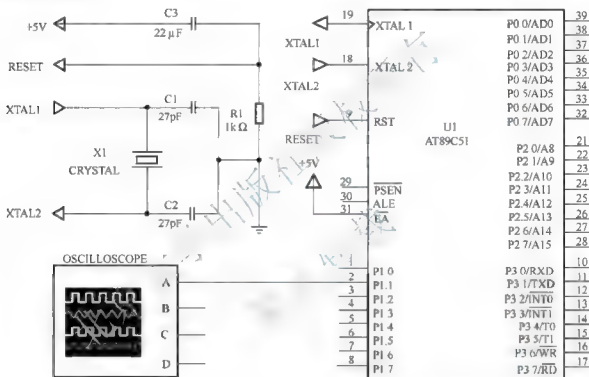 +5V
C3
22 μF
RESET
XTAL1
C1
27pF
R1
1kΩ
X1
CRYSTAL
C2
27pF
XTAL2
OSCILLOSCOPE
A
B
C
D
19
XTAL1
18
XTAL2
RESET
+5V
29
30
31
1
2
3
4
5
6
7
8
XTAL 1
XTAL 2
RST
PSEN
ALE
EA
P1 0
P1.1
P1.2
P1 3
P1 4
P1.5
P1 6
P1 7
U1
AT89C51
P0 0/AD0
P0 1/AD1
P0 2/AD2
P0 3/AD3
P0 4/AD4
P0 5/AD5
P0 6/AD6
P0 7/AD7
P2 0/A8
P2 1/A9
P2.2/A10
P2 3/A11
P2.4/A12
P2.5/A13
P2 6/A14
P2 7/A15
P3 0/RXD
P3 1/TXD
P3 2/INT0
P3 3/INT1
P3 4/T0
P3 5/T1
P3 6/WR
P3 7/RD
39
38
37
36
35
34
33
32
21
22
23
24
25
26
27
28
10
11
12
13
14
15
16
17